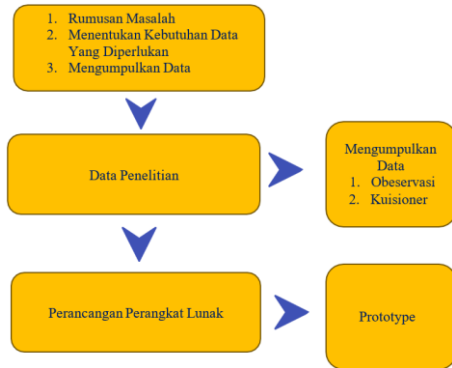 1. Rumusan Masalah
2. Menentukan Kebutuhan Data
Yang Diperlukan
3. Mengumpulkan Data
Data Penelitian
Mengumpulkan
Data
1. Obeservasi
2. Kuisioner
Perancangan Perangkat Lunak
Prototype